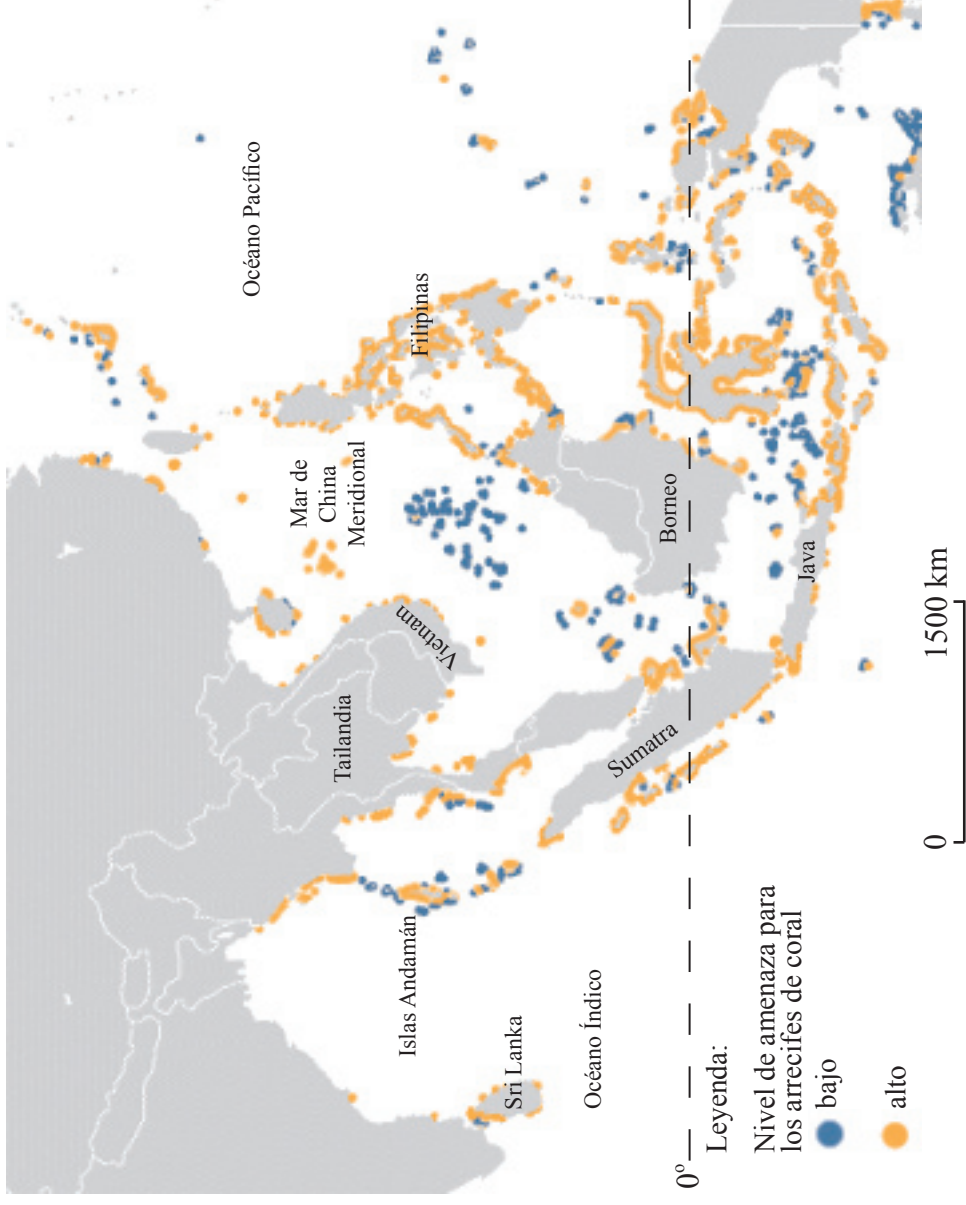 Océano Pacífico
Filipinas
Mar de
China
Meridional
Vietnam
Tailandia
Borneo
Java
Sumatra
Islas Andamán
Sri Lanka
Océano Índico
0°
Leyenda:
Nivel de amenaza para
los arrecifes de coral
bajo
alto
0
1500 km